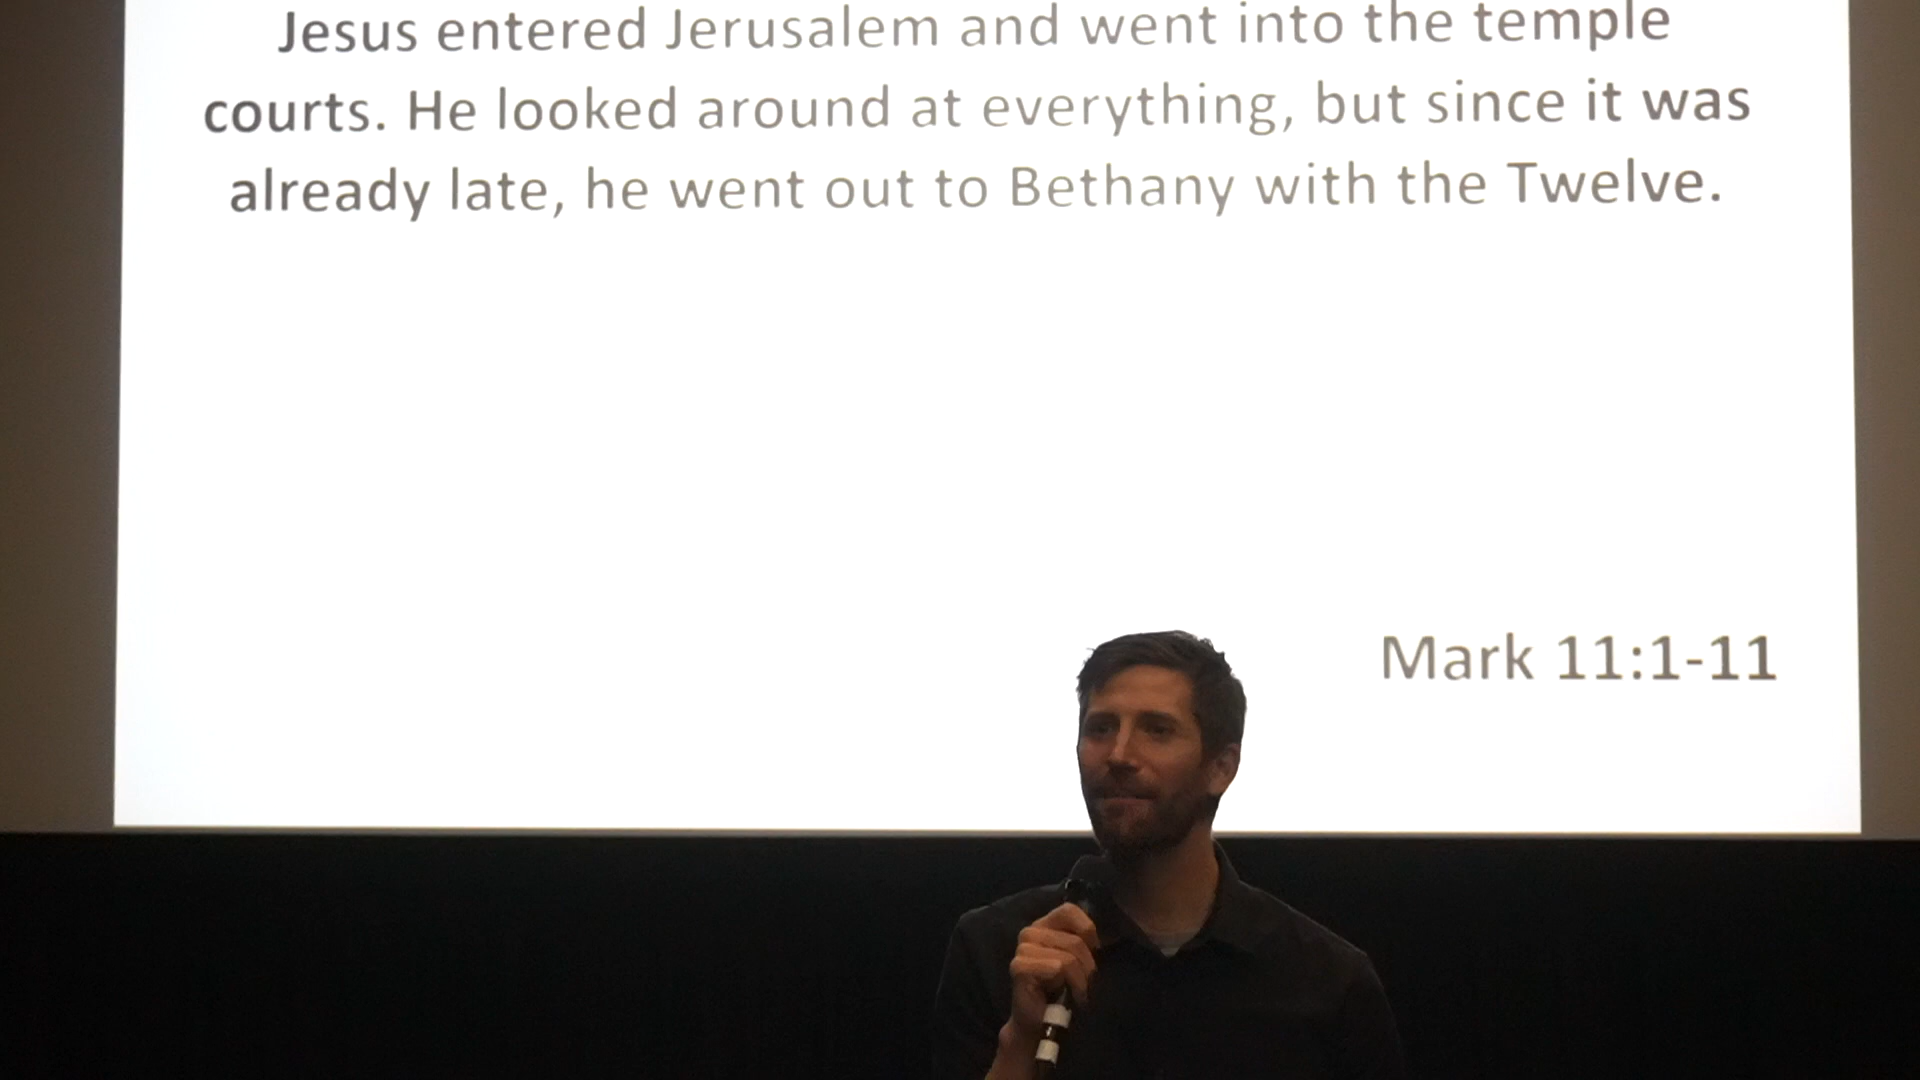 Jesus entered Jerusalem and went into the temple
courts. He looked around at everything, but since it was
already late, he went out to Bethany with the Twelve.
Mark 11:1-11